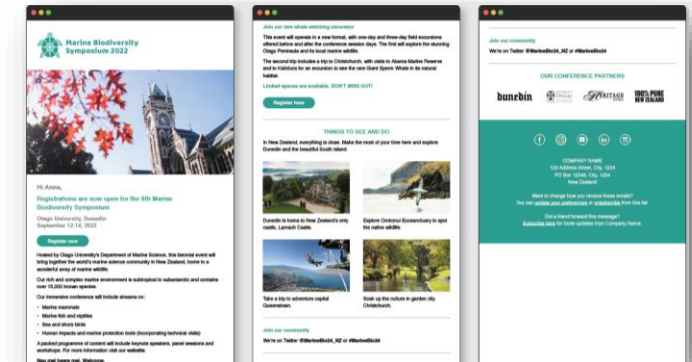 Marine Biodiversity
Symposium 2022
Hi Anna,
Registrations are now open for the 6th Marine
Biodiversity Symposium
Otago University, Dunedin
September 12-14, 2022
Register now
Hosted by Otago University's Department of Marine Science, this biennial event will
bring together the world's marine science community in New Zealand, home to a
wonderful array of marine wildlife.
Our rich and complex marine environment is subtropical to subantarctic and contains
over 15,000 known species.
Our immersive conference will include streams on:
• Marine mammals
• Marine fish and reptiles
• Sea and shore birds
• Human impacts and marine protection tools (incorporating technical visits)
A packed programme of content will include keynote speakers, panel sessions and
workshops. For more information visit our website.
Nau mai haere mai. Welcome.
Join our rare whale watching excursion
This event will operate in a new format, with one-day and three-day field excursions
offered before and after the conference session days. The first will explore the stunning
Otago Peninsula and its local marine wildlife.
The second trip includes a trip to Christchurch, with visits to Akaroa Marine Reserve
and to Kaikōura for an excursion to see the rare Giant Sperm Whale in its natural
habitat.
Limited spaces are available. DON'T MISS OUT!
Register here
THINGS TO SEE AND DO
In New Zealand, everything is close. Make the most of your time here and explore
Dunedin and the beautiful South Island.
Dunedin is home to New Zealand's only
castle, Larnach Castle.
Explore Orokonui Ecosanctuary to spot
the native wildlife.
Take a trip to adventure capital
Queenstown.
Soak up the culture in garden city
Christchurch.
Join our community
We're on Twitter @MarineBio24_NZ or #MarineBio24
Join our community
We're on Twitter @MarineBio24_NZ or #MarineBio24
OUR CONFERENCE PARTNERS
dunedin
HERITAGE
100% PURE
NEW ZEALAND
COMPANY NAME
123 Address Street, City, 1234
PO Box 12345, City, 1234
New Zealand
Want to change how you receive these emails?
You can update your preferences or unsubscribe from this list.
Did a friend forward this message?
Subscribe here for trade updates from Company Name.